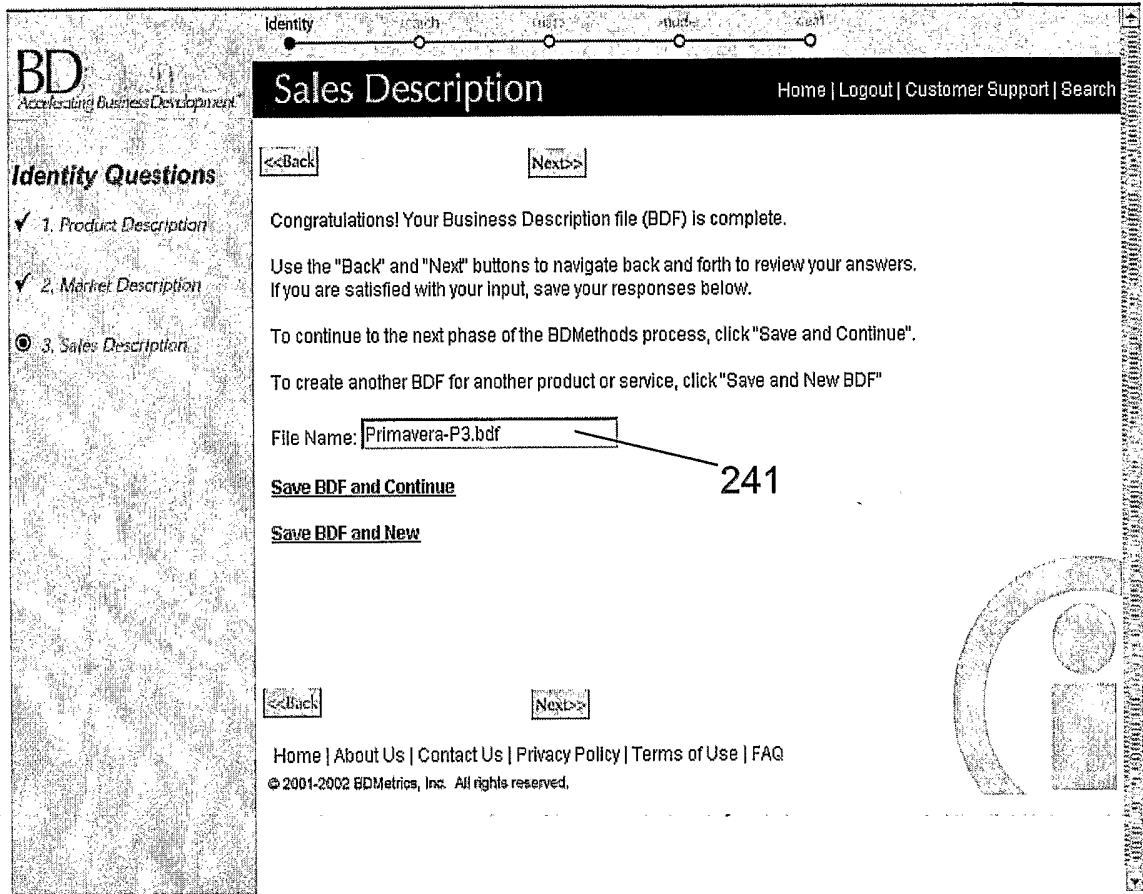 identity
BD
Accelerating Business Development
Sales Description
Home | Logout | Customer Support | Search
Identity Questions
✓ 1. Product Description
✓ 2. Market Description
3. Sales Description
<<Back
Next>>
Congratulations! Your Business Description file (BDF) is complete.
Use the "Back" and "Next" buttons to navigate back and forth to review your answers.
If you are satisfied with your input, save your responses below.
To continue to the next phase of the BDMethods process, click "Save and Continue".
To create another BDF for another product or service, click "Save and New BDF"
File Name: Primavera-P3.bdf
241
Save BDF and Continue
Save BDF and New
<<Back
Next>>
Home | About Us | Contact Us | Privacy Policy | Terms of Use | FAQ
© 2001-2002 BDMetrics, Inc. All rights reserved.